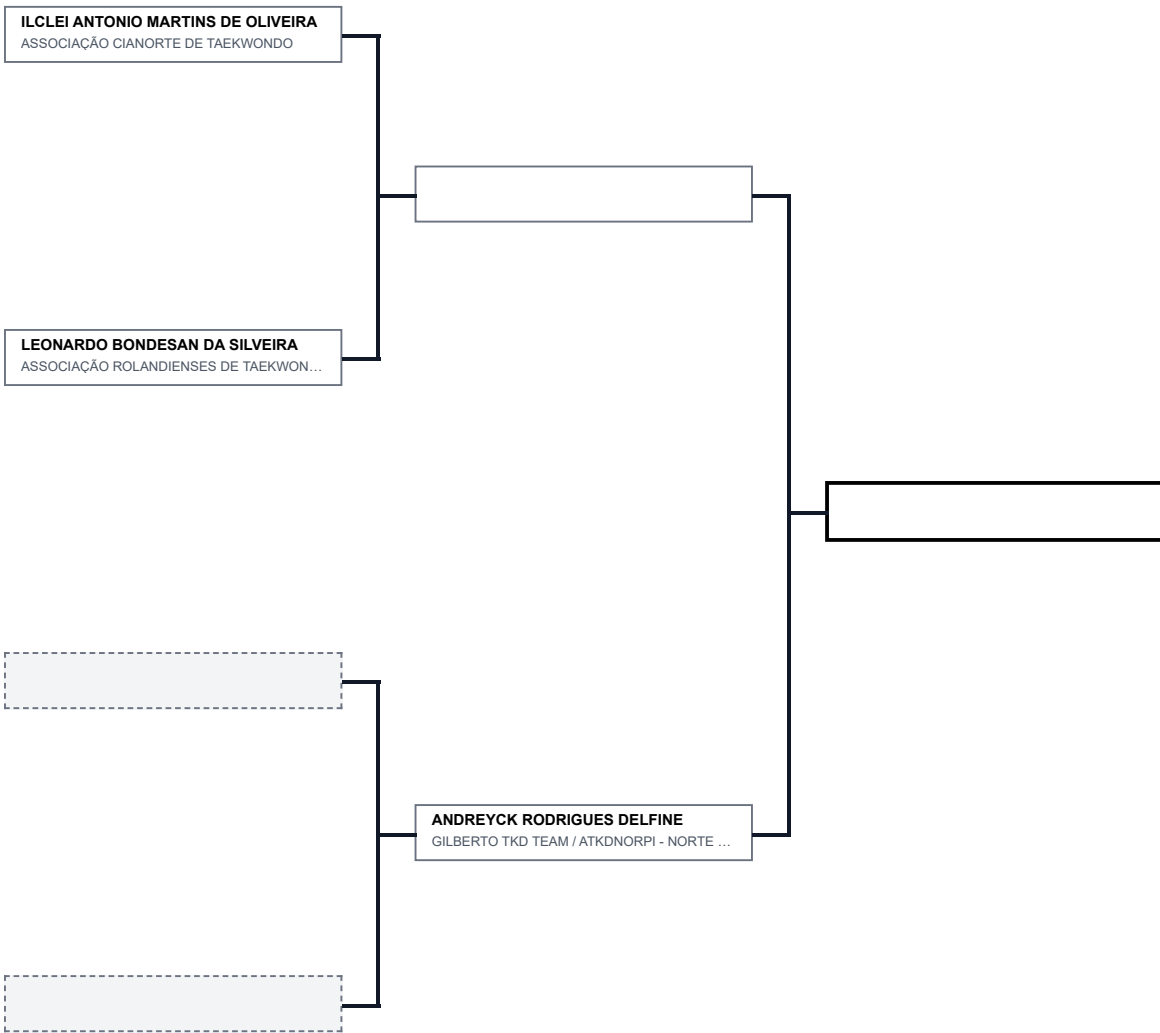 ILCLEI ANTONIO MARTINS DE OLIVEIRA
ASSOCIAÇÃO CIANORTE DE TAEKWONDO
LEONARDO BONDESAN DA SILVEIRA
ASSOCIAÇÃO ROLANDIENSES DE TAEKWON…
ANDREYCK RODRIGUES DELFINE
GILBERTO TKD TEAM / ATKDNORPI - NORTE …